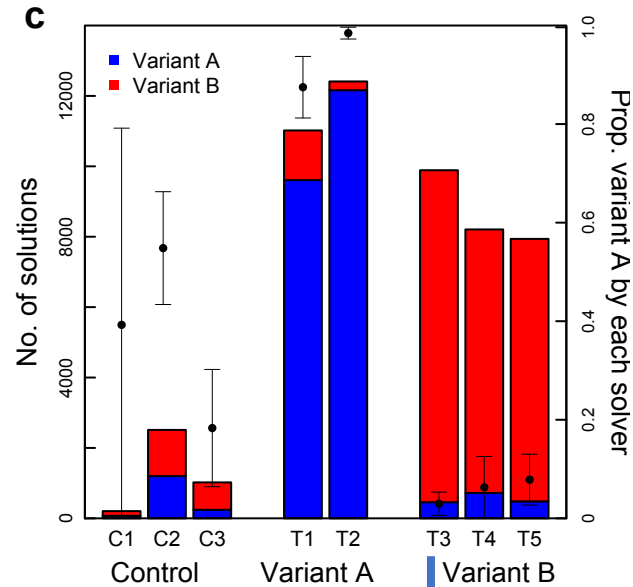 c
Variant A
Variant B
No. of solutions
0
4000
8000
12000
0
0.2
0.4
0.6
0.8
1.0
Prop. variant A by each solver
C1 C2 C3 T1 T2 T3 T4 T5
Control Variant A Variant B